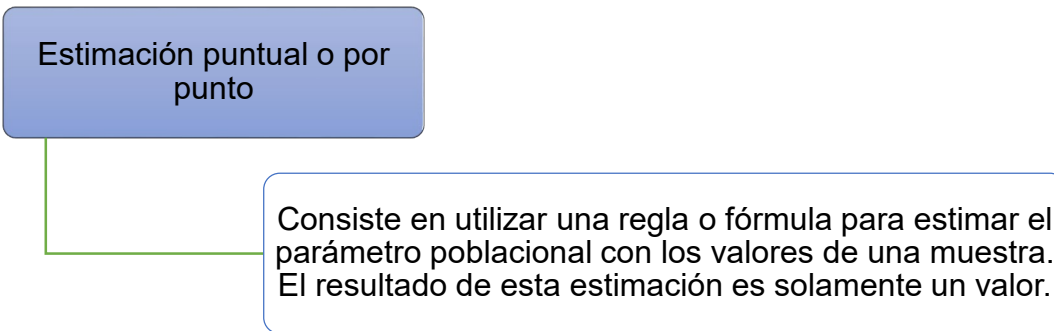 Estimación puntual o por
punto
Consiste en utilizar una regla o fórmula para estimar el
parámetro poblacional con los valores de una muestra.
El resultado de esta estimación es solamente un valor.